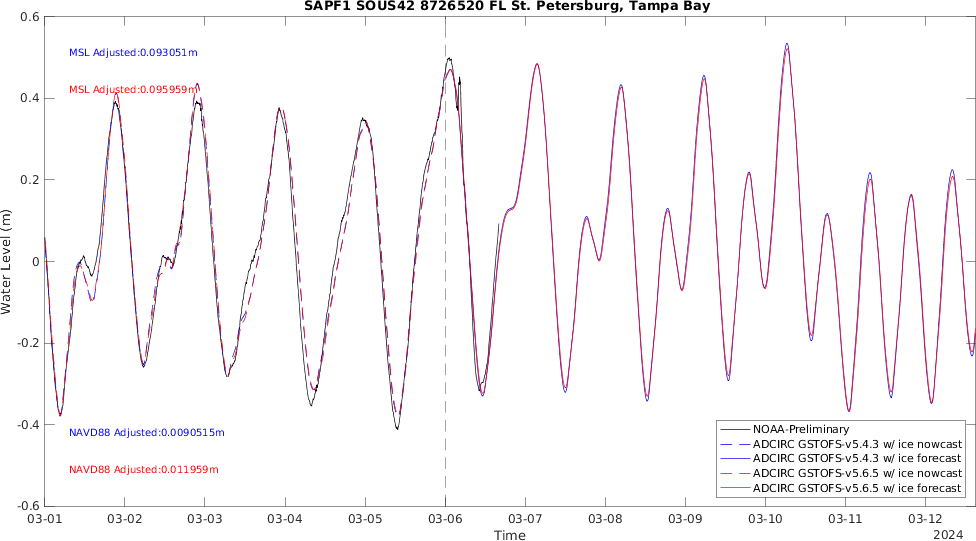 SAPF1 SOUS42 8726520 FL St. Petersburg, Tampa Bay
0.6
MSL Adjusted:0.093051m
MSL Adjusted:0.095959m
0.4
0.2
0
-0.2
-0.4
-0.6
Water Level (m)
NAVD88 Adjusted:0.0090515m
NAVD88 Adjusted:0.011959m
NOAA-Preliminary
ADCIRC GSTOFS-v5.4.3 w/ ice nowcast
ADCIRC GSTOFS-v5.4.3 w/ ice forecast
ADCIRC GSTOFS-v5.6.5 w/ ice nowcast
ADCIRC GSTOFS-v5.6.5 w/ ice forecast
03-01 03-02 03-03 03-04 03-05 03-06 03-07 03-08 03-09 03-10 03-11 03-12
Time
2024